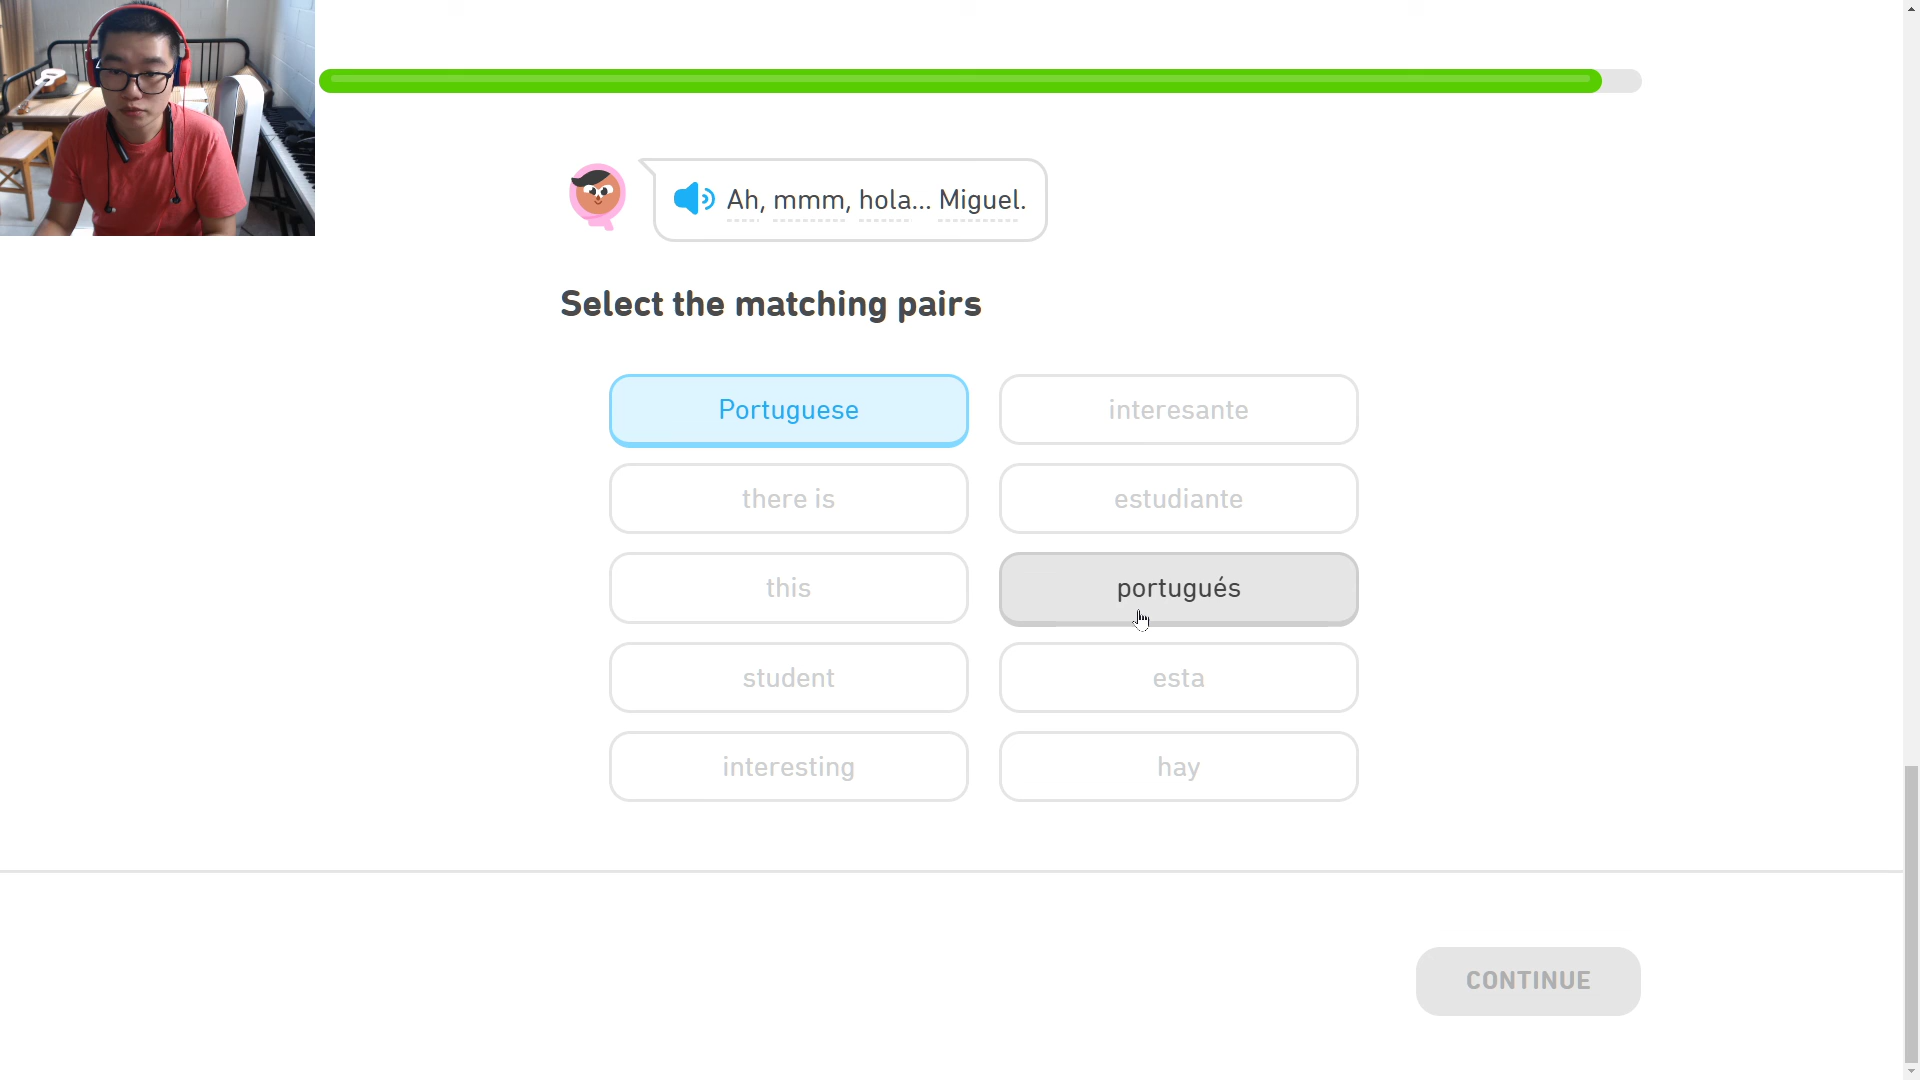 Ah, mmm, hola... Miguel.
Select the matching pairs
Portuguese
interesante
there is
estudiante
this
portugués
student
esta
interesting
hay
CONTINUE